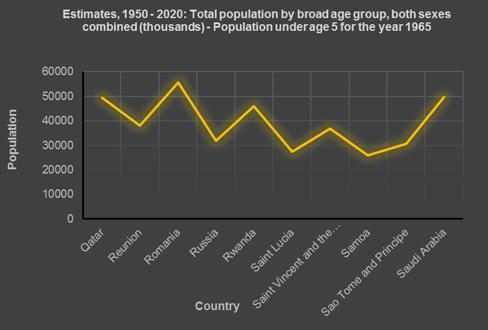 Estimates, 1950 - 2020: Total population by broad age group, both sexes
combined (thousands) - Population under age 5 for the year 1965
60000
50000
40000
30000
20000
10000
0
Population
Qatar
Reunion
Romania
Russia
Rwanda
Saint Lucia
Saint Vincent and the...
Samoa
Sao Tome and Principe
Saudi Arabia
Country